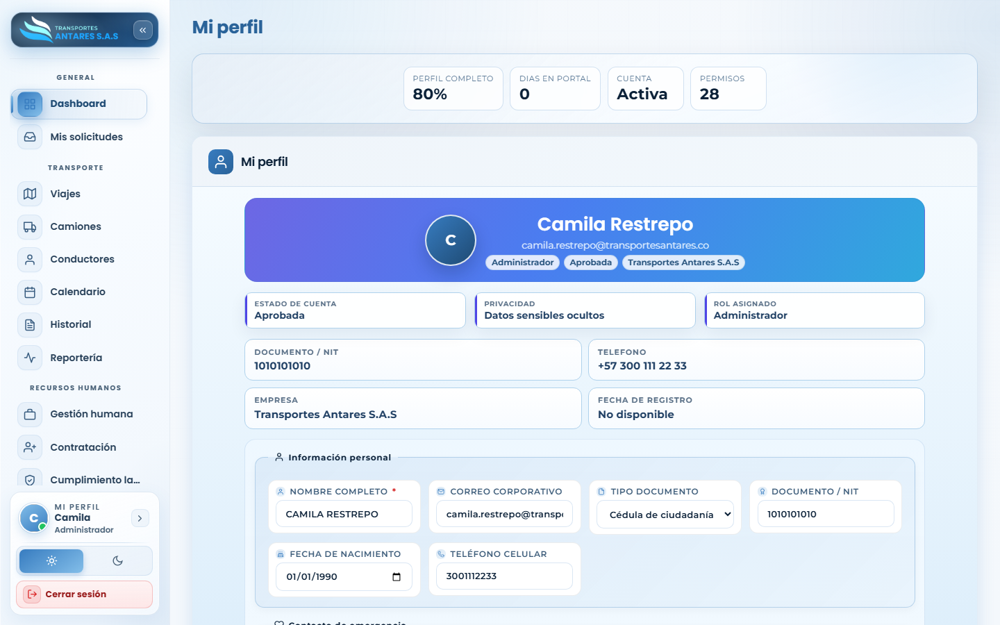 TRANSPORTES
ANTARES S.A.S
GENERAL
Dashboard
Mis solicitudes
TRANSPORTE
Viajes
Camiones
Conductores
Calendario
Historial
Reportería
RECURSOS HUMANOS
Gestión humana
Contratación
Cumplimiento la...
C
MI PERFIL
Camila
Administrador
Cerrar sesión
Mi perfil
PERFIL COMPLETO
80%
DIAS EN PORTAL
0
CUENTA
Activa
PERMISOS
28
Mi perfil
C
Camila Restrepo
camila.restrepo@transportesantares.co
Administrador
Aprobada
Transportes Antares S.A.S
ESTADO DE CUENTA
Aprobada
PRIVACIDAD
Datos sensibles ocultos
ROL ASIGNADO
Administrador
DOCUMENTO / NIT
1010101010
TELEFONO
+57 300 111 22 33
EMPRESA
Transportes Antares S.A.S
FECHA DE REGISTRO
No disponible
Información personal
NOMBRE COMPLETO *
CAMILA RESTREPO
CORREO CORPORATIVO
camila.restrepo@transpo
TIPO DOCUMENTO
Cédula de ciudadanía
DOCUMENTO / NIT
1010101010
FECHA DE NACIMIENTO
01/01/1990
TELÉFONO CELULAR
3001112233
Contacto de emergencia